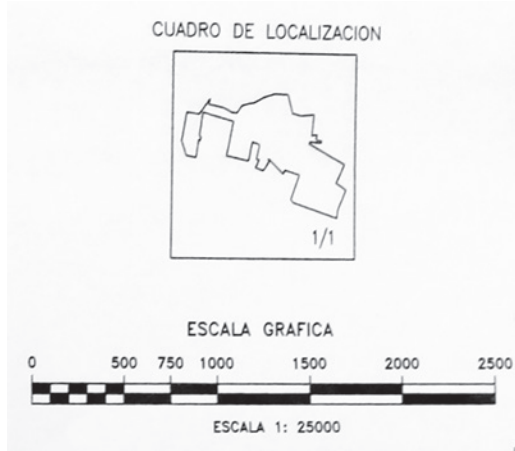 CUADRO DE LOCALIZACION
1/1
ESCALA GRAFICA
0 500 750 1000 1500 2000 2500
ESCALA 1: 25000